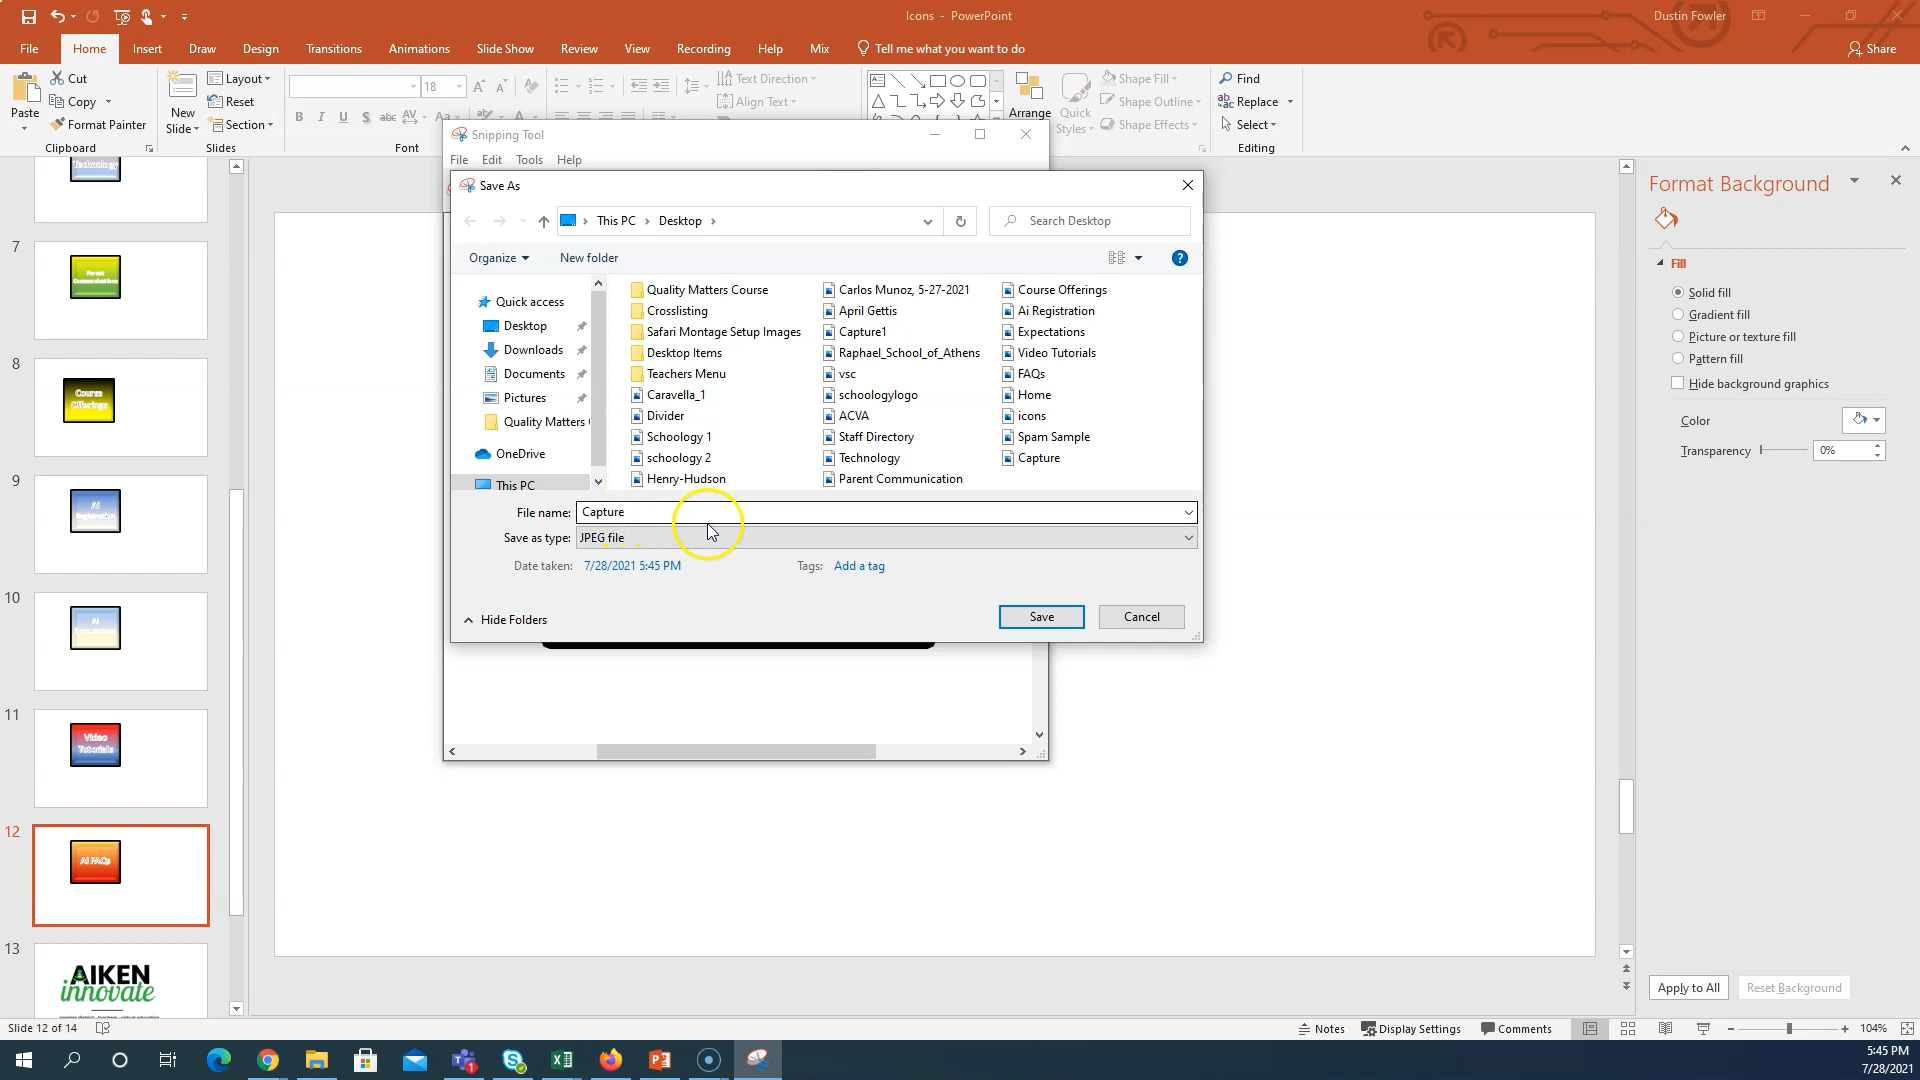 Icons - PowerPoint
Dustin Fowler
File Home Insert Draw Design Transitions Animations Slide Show Review View Recording Help Mix Tell me what you want to do
Share
Paste
Cut
Copy
Format Painter
Clipboard
New
Slide
Layout
Reset
Section
Slides
18
B I U S abc AV
Font
Text Direction
Align Text
Arrange
Quick
Styles
Shape Fill
Shape Outline
Shape Effects
Find
Replace
Select
Editing
Snipping Tool
File Edit Tools Help
Save As
This PC > Desktop >
Search Desktop
Organize
New folder
Quick access
Desktop
Downloads
Documents
Pictures
Quality Matters
OneDrive
This PC
Quality Matters Course
Crosslisting
Safari Montage Setup Images
Desktop Items
Teachers Menu
Caravella_1
Divider
Schoology 1
schoology 2
Henry-Hudson
Carlos Munoz, 5-27-2021
April Gettis
Capture1
Raphael_School_of_Athens
vsc
schoologylogo
ACVA
Staff Directory
Technology
Parent Communication
Course Offerings
Ai Registration
Expectations
Video Tutorials
FAQs
Home
icons
Spam Sample
Capture
File name: Capture
Save as type: JPEG file
Date taken: 7/28/2021 5:45 PM
Tags: Add a tag
Hide Folders
Save
Cancel
Technology
7
Parent
Communication
8
Course
Offerings
9
AI
Registration
10
AI
11
Video
Tutorials
12
AI FAQs
13
AIKEN
innovate
Format Background
Fill
Solid fill
Gradient fill
Picture or texture fill
Pattern fill
Hide background graphics
Color
Transparency 0%
Apply to All
Reset Background
Slide 12 of 14
Notes
Display Settings
Comments
104%
5:45 PM
7/28/2021